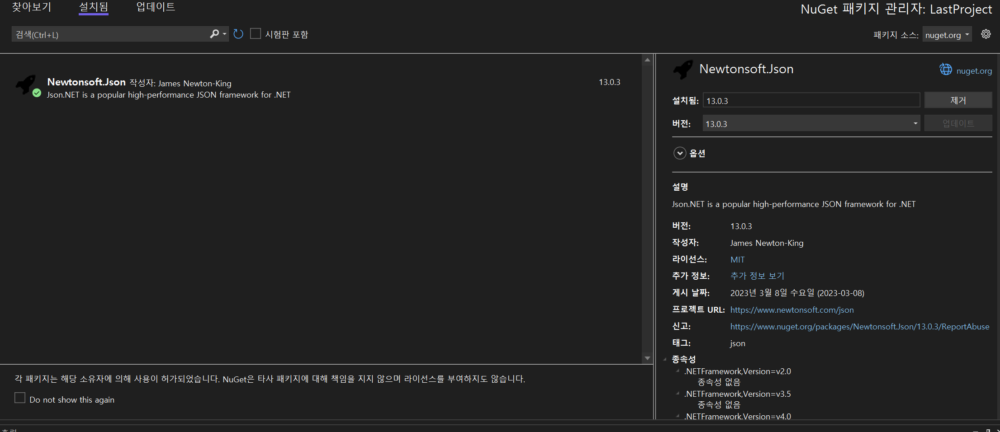 찾아보기 설치됨 업데이트
NuGet 패키지 관리자: LastProject
검색(Ctrl+L) 시험판 포함
패키지 소스: nuget.org
Newtonsoft.Json 작성자: James Newton-King 13.0.3
Json.NET is a popular high-performance JSON framework for .NET
각 패키지는 해당 소유자에 의해 사용이 허가되었습니다. NuGet은 타사 패키지에 대해 책임을 지지 않으며 라이선스를 부여하지도 않습니다.
Do not show this again
Newtonsoft.Json nuget.org
설치됨: 13.0.3 제거
버전: 13.0.3 업데이트
옵션
설명
Json.NET is a popular high-performance JSON framework for .NET
버전: 13.0.3
작성자: James Newton-King
라이선스: MIT
추가 정보: 추가 정보 보기
게시 날짜: 2023년 3월 8일 수요일 (2023-03-08)
프로젝트 URL: https://www.newtonsoft.com/json
신고: https://www.nuget.org/packages/Newtonsoft.Json/13.0.3/ReportAbuse
태그: json
종속성
.NETFramework,Version=v2.0
종속성 없음
.NETFramework,Version=v3.5
종속성 없음
.NETFramework,Version=v4.0